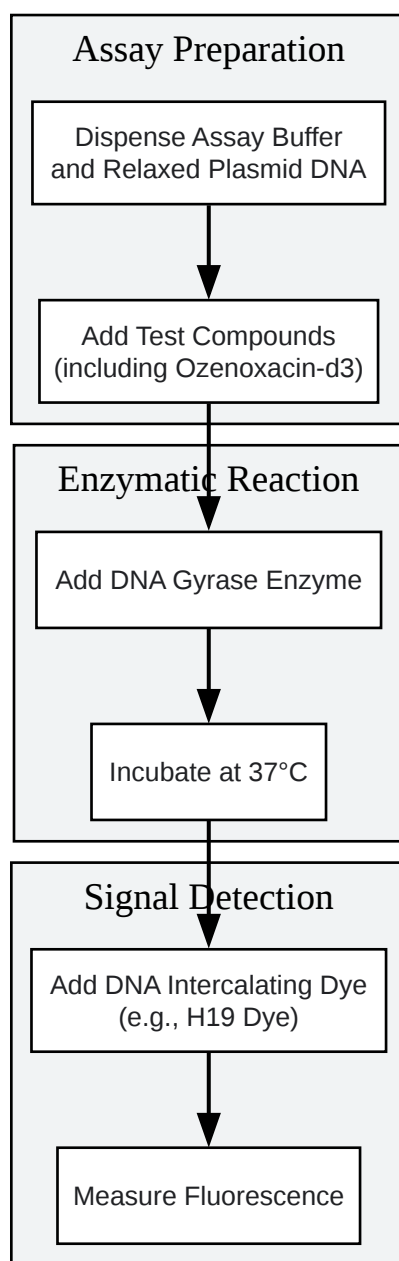 Assay Preparation
Dispense Assay Buffer
and Relaxed Plasmid DNA
Add Test Compounds
(including Ozenoxacin-d3)
Enzymatic Reaction
Add DNA Gyrase Enzyme
Incubate at 37°C
Signal Detection
Add DNA Intercalating Dye
(e.g., H19 Dye)
Measure Fluorescence